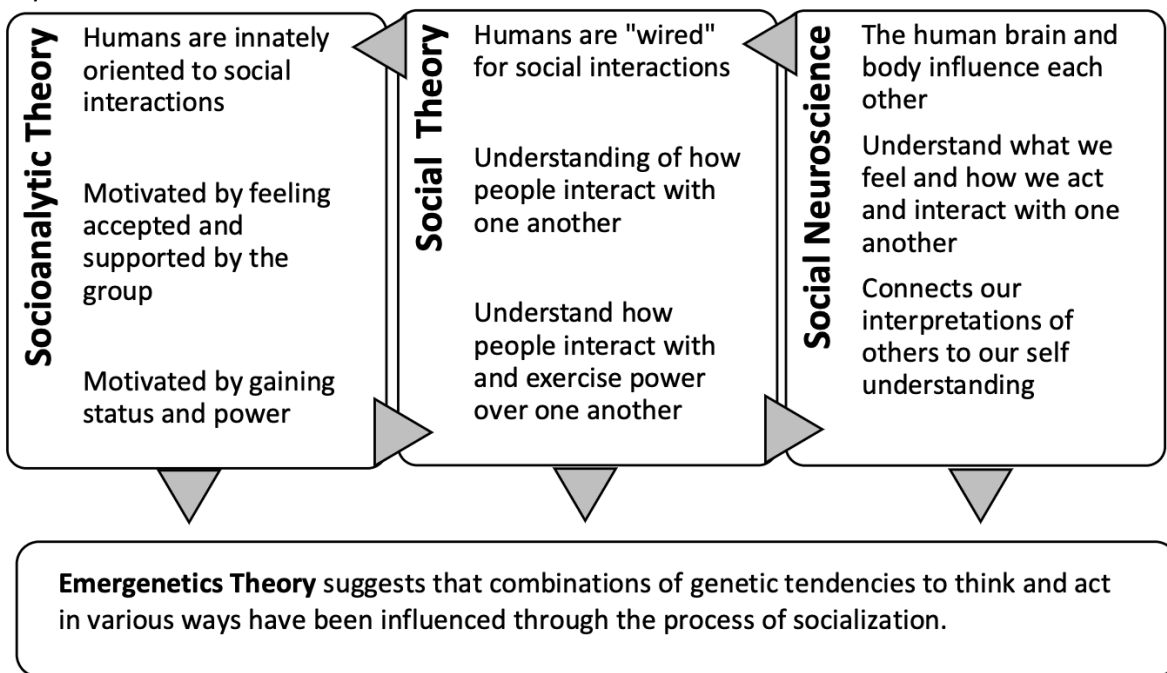 Socioanalytic Theory
Humans are innately
oriented to social
interactions
Motivated by feeling
accepted and
supported by the
group
Motivated by gaining
status and power
Social Theory
Humans are "wired"
for social interactions
Understanding of how
people interact with
one another
Understand how
people interact with
and exercise power
over one another
Social Neuroscience
The human brain and
body influence each
other
Understand what we
feel and how we act
and interact with one
another
Connects our
interpretations of
others to our self
understanding
Emergenetics Theory suggests that combinations of genetic tendencies to think and act
in various ways have been influenced through the process of socialization.